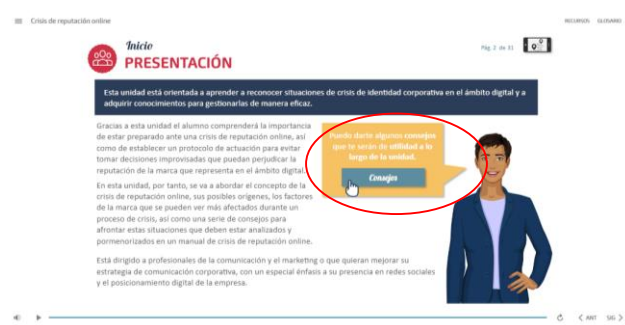 Crisis de reputación online
RECURSOS GLOSARIO
Inicio
PRESENTACIÓN
Pág. 2 de 31
Esta unidad está orientada a aprender a reconocer situaciones de crisis de identidad corporativa en el ámbito digital y a
adquirir conocimientos para gestionarlas de manera eficaz.
Gracias a esta unidad el alumno comprenderá la importancia
de estar preparado ante una crisis de reputación online, así
como de establecer un protocolo de actuación para evitar
tomar decisiones improvisadas que puedan perjudicar la
reputación de la marca que representa en el ámbito digital.
En esta unidad, por tanto, se va a abordar el concepto de la
crisis de reputación online, sus posibles orígenes, los factores
de la marca que se pueden ver más afectados durante un
proceso de crisis, así como una serie de consejos para
afrontar estas situaciones que deben estar analizados y
pormenorizados en un manual de crisis de reputación online.
Puedo darte algunos consejos
que te serán de utilidad a lo
largo de la unidad.
Consejos
Está dirigido a profesionales de la comunicación y el marketing o que quieran mejorar su
estrategia de comunicación corporativa, con un especial énfasis a su presencia en redes sociales
y el posicionamiento digital de la empresa.
ANT SIG